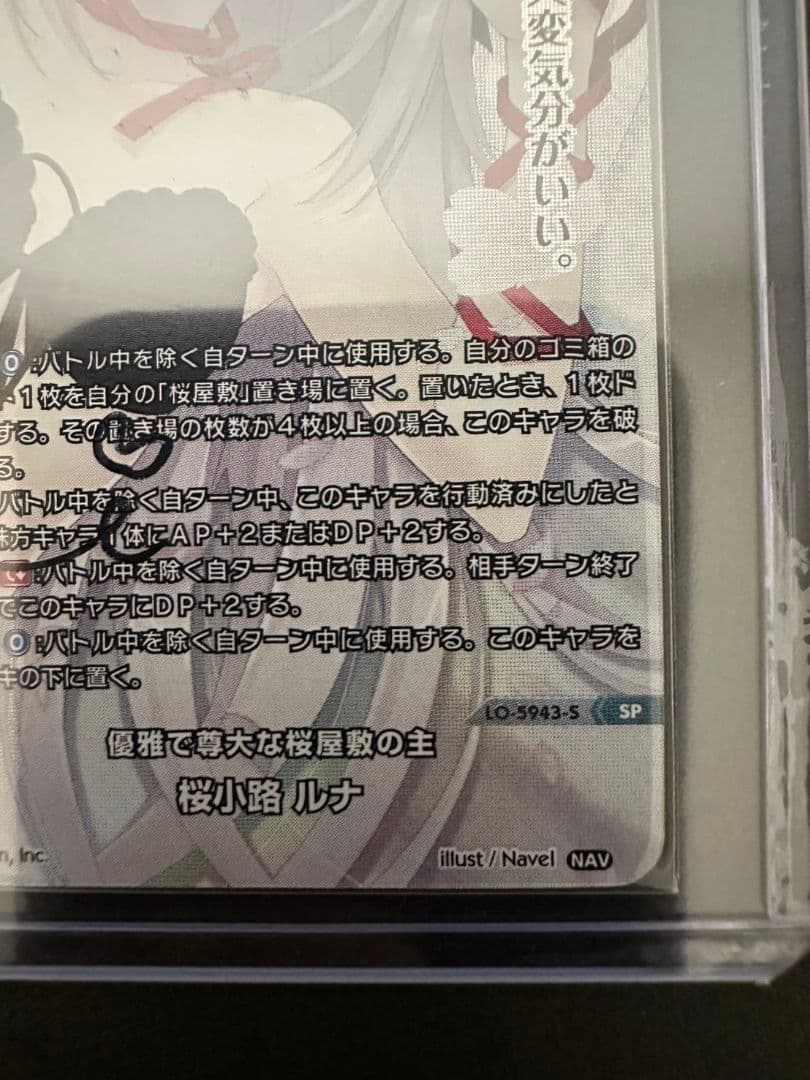 変気分がいい。
0:バトル中を除く自ターン中に使用する。自分のゴミ箱の
1枚を自分の「桜屋敷」置き場に置く。置いたとき、1枚ド
する。その置き場の枚数が4枚以上の場合、このキャラを破
る。
バトル中を除く自ターン中、このキャラを行動済みにしたと
味方キャラ1体にAP+2またはDP+2する。
:バトル中を除く自ターン中に使用する。相手ターン終了
でこのキャラにDP+2する。
0:バトル中を除く自ターン中に使用する。このキャラを
キの下に置く。
LO-5943-S SP
優雅で尊大な桜屋敷の主
桜小路 ルナ
n, Inc.
illust / Navel NAV